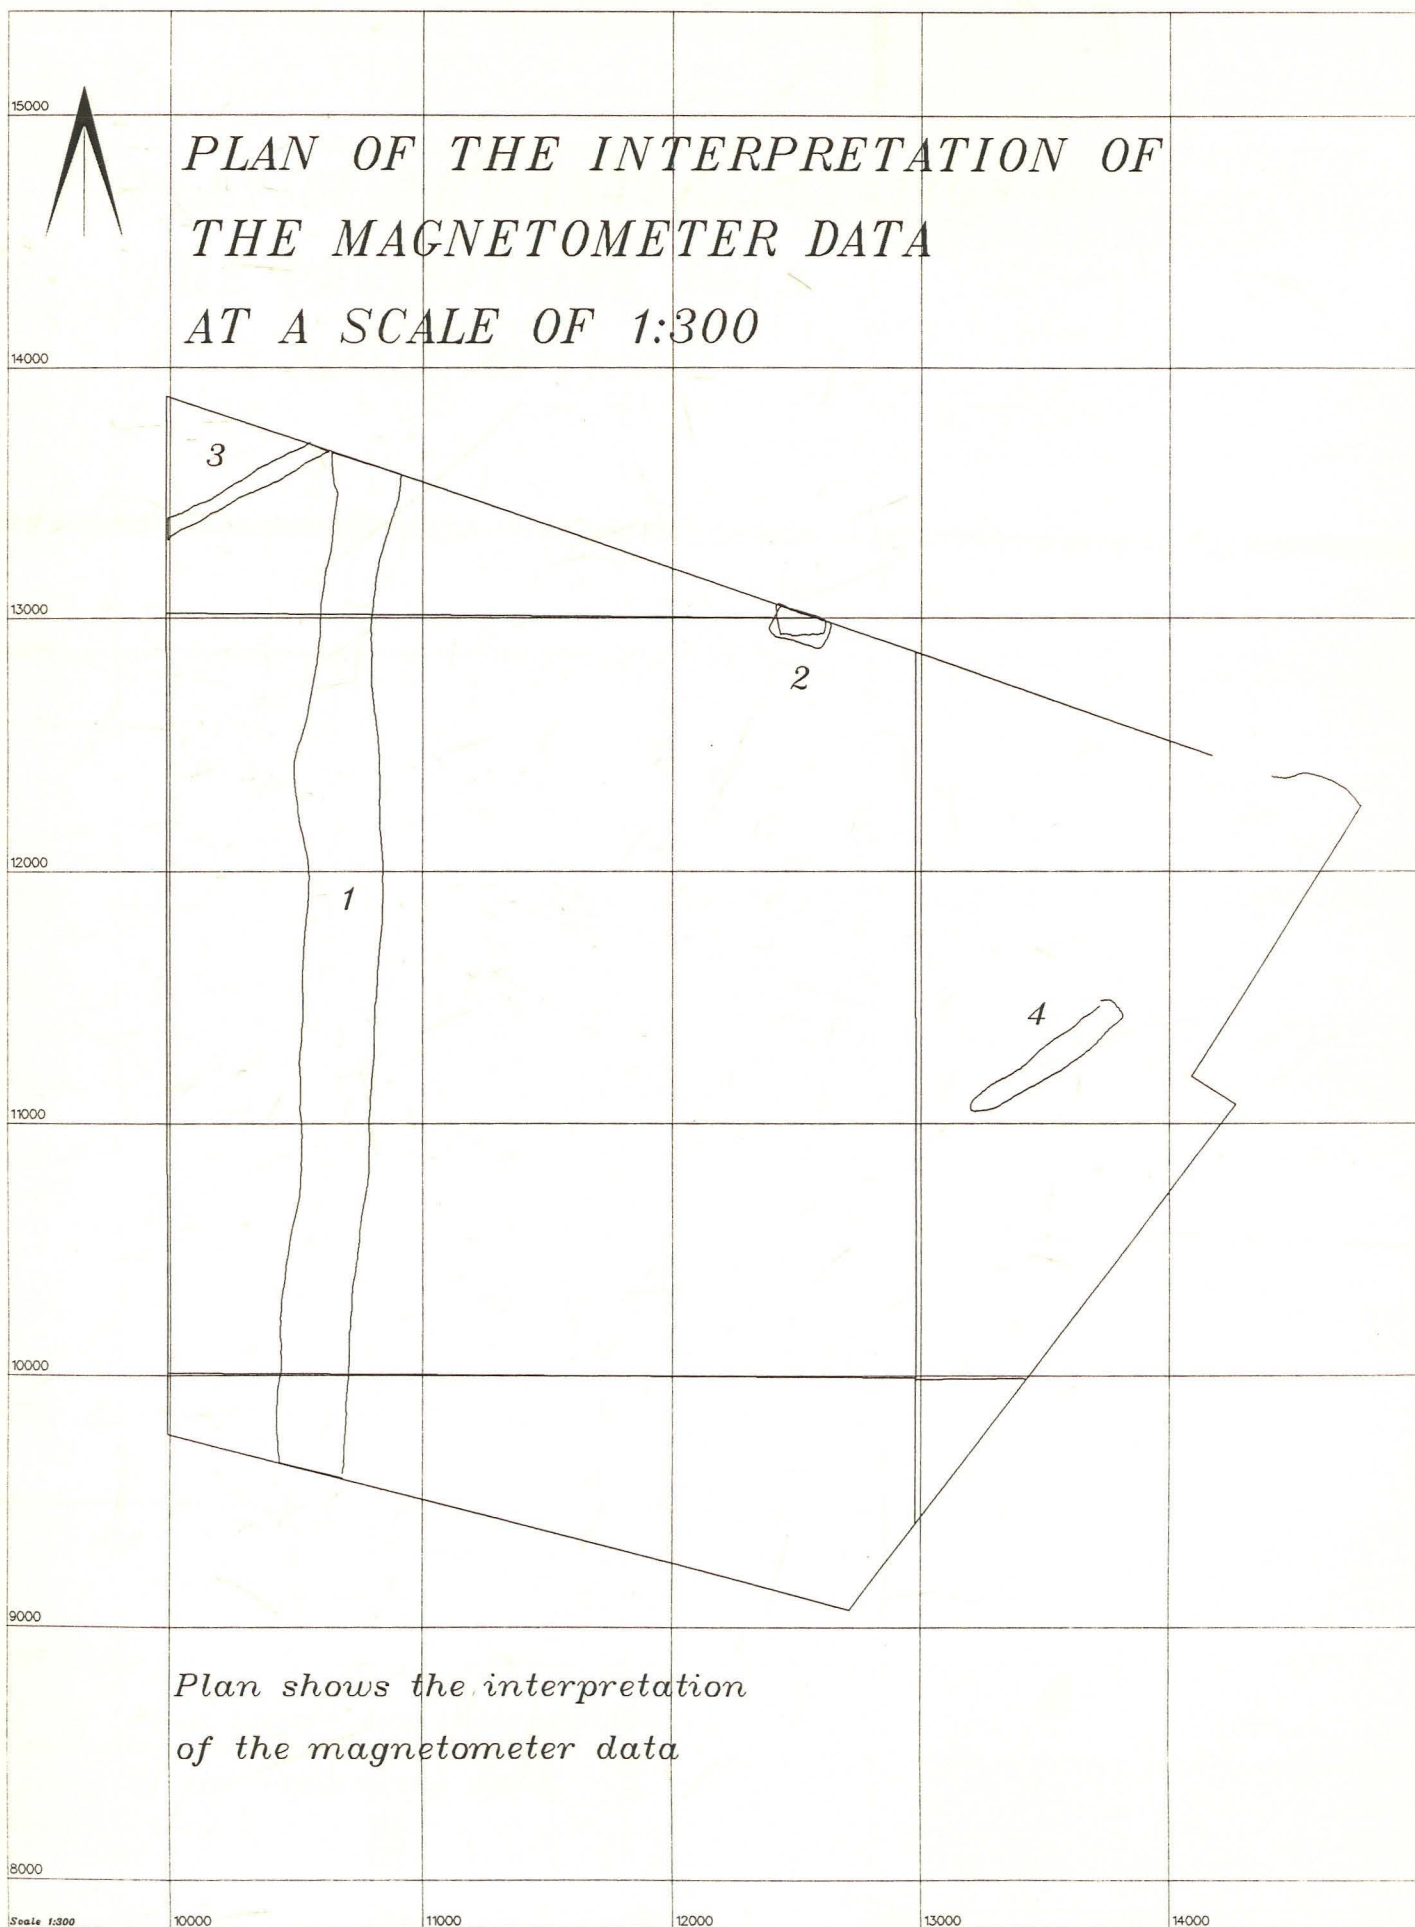 15000
PLAN OF THE INTERPRETATION OF
THE MAGNETOMETER DATA
AT A SCALE OF 1:300
14000
3
13000
2
12000
1
4
11000
10000
9000
Plan shows the interpretation
of the magnetometer data
8000
Scale 1:300
10000
11000
12000
13000
14000